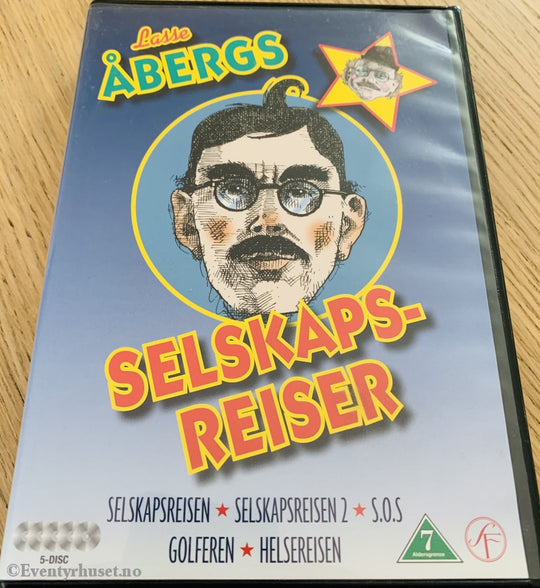 Lasse
ÅBERGS
SELSKAPS-
REISER
SELSKAPSREISEN ★ SELSKAPSREISEN 2 ★ S.O.S
GOLFEREN ★ HELSEREISEN
5-DISC
7
Aldersgrense
SF
©Eventyrhuset.no